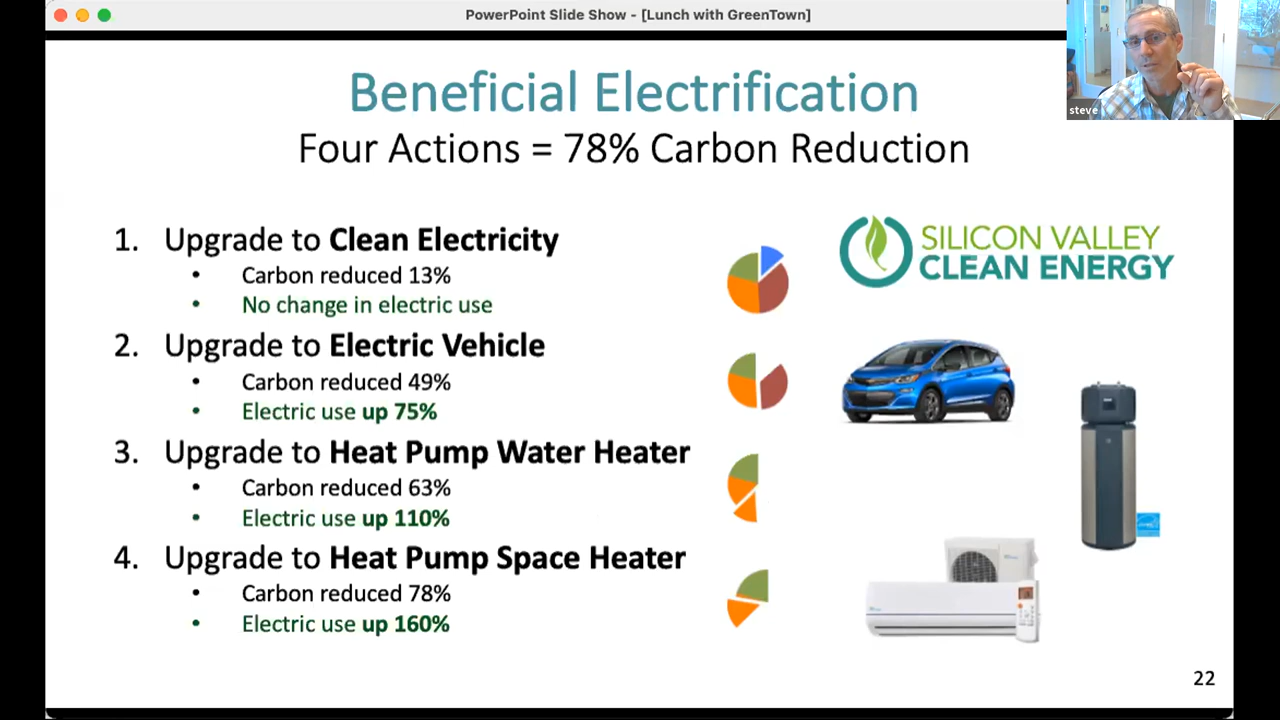 PowerPoint Slide Show - [Lunch with GreenTown]
steve
Beneficial Electrification
Four Actions = 78% Carbon Reduction
1. Upgrade to Clean Electricity
• Carbon reduced 13%
• No change in electric use
2. Upgrade to Electric Vehicle
• Carbon reduced 49%
• Electric use up 75%
3. Upgrade to Heat Pump Water Heater
• Carbon reduced 63%
• Electric use up 110%
4. Upgrade to Heat Pump Space Heater
• Carbon reduced 78%
• Electric use up 160%
SILICON VALLEY
CLEAN ENERGY
22